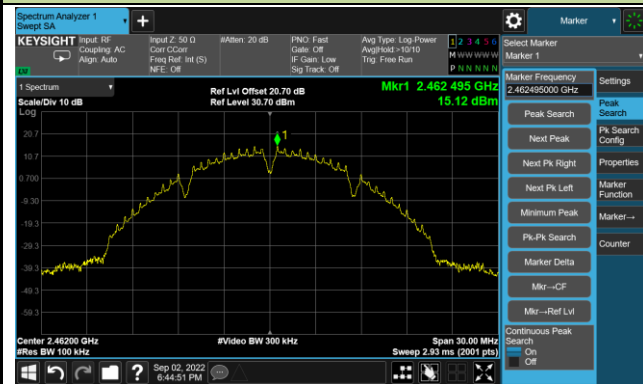 Spectrum Analyzer 1
Swept SA
Marker
KEYSIGHT
Input: RF
Coupling: AC
Align: Auto
Input Z: 50 Ω
Corr CCorr
Freq Ref: Int (S)
NFE: Off
#Atten: 20 dB
PNO: Fast
Gate: Off
IF Gain: Low
Sig Track: Off
Avg Type: Log-Power
Avg|Hold:>10/10
Trig: Free Run
1 2 3 4 5 6
M W W W W W
P N N N N N
LVI
1 Spectrum
Scale/Div 10 dB
Log
Ref Lvl Offset 20.70 dB
Ref Level 30.70 dBm
Mkr1 2.462 495 GHz
15.12 dBm
20.7
10.7
0.700
-9.30
-19.3
-29.3
-39.3
-49.3
-59.3
1
Center 2.46200 GHz
#Res BW 100 kHz
#Video BW 300 kHz
Span 30.00 MHz
Sweep 2.93 ms (2001 pts)
Sep 02, 2022
6:44:51 PM
Select Marker
Marker 1
Marker Frequency
2.462495000 GHz
Peak Search
Next Peak
Next Pk Right
Next Pk Left
Minimum Peak
Pk-Pk Search
Marker Delta
Mkr→CF
Mkr→Ref Lvl
Continuous Peak
Search
On
Off
Settings
Peak
Search
Pk Search
Config
Properties
Marker
Function
Marker→
Counter